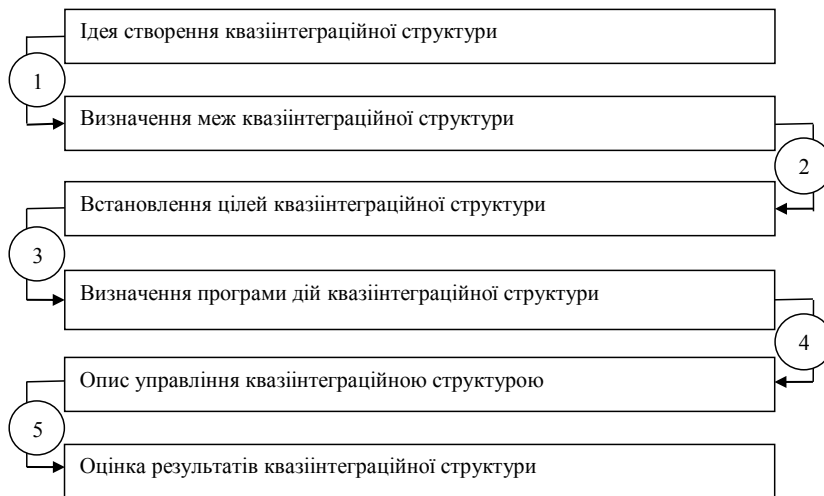 Ідея створення квазіінтеграційної структури
1
Визначення меж квазіінтеграційної структури
2
Встановлення цілей квазіінтеграційної структури
3
Визначення програми дій квазіінтеграційної структури
4
Опис управління квазіінтеграційною структурою
5
Оцінка результатів квазіінтеграційної структури